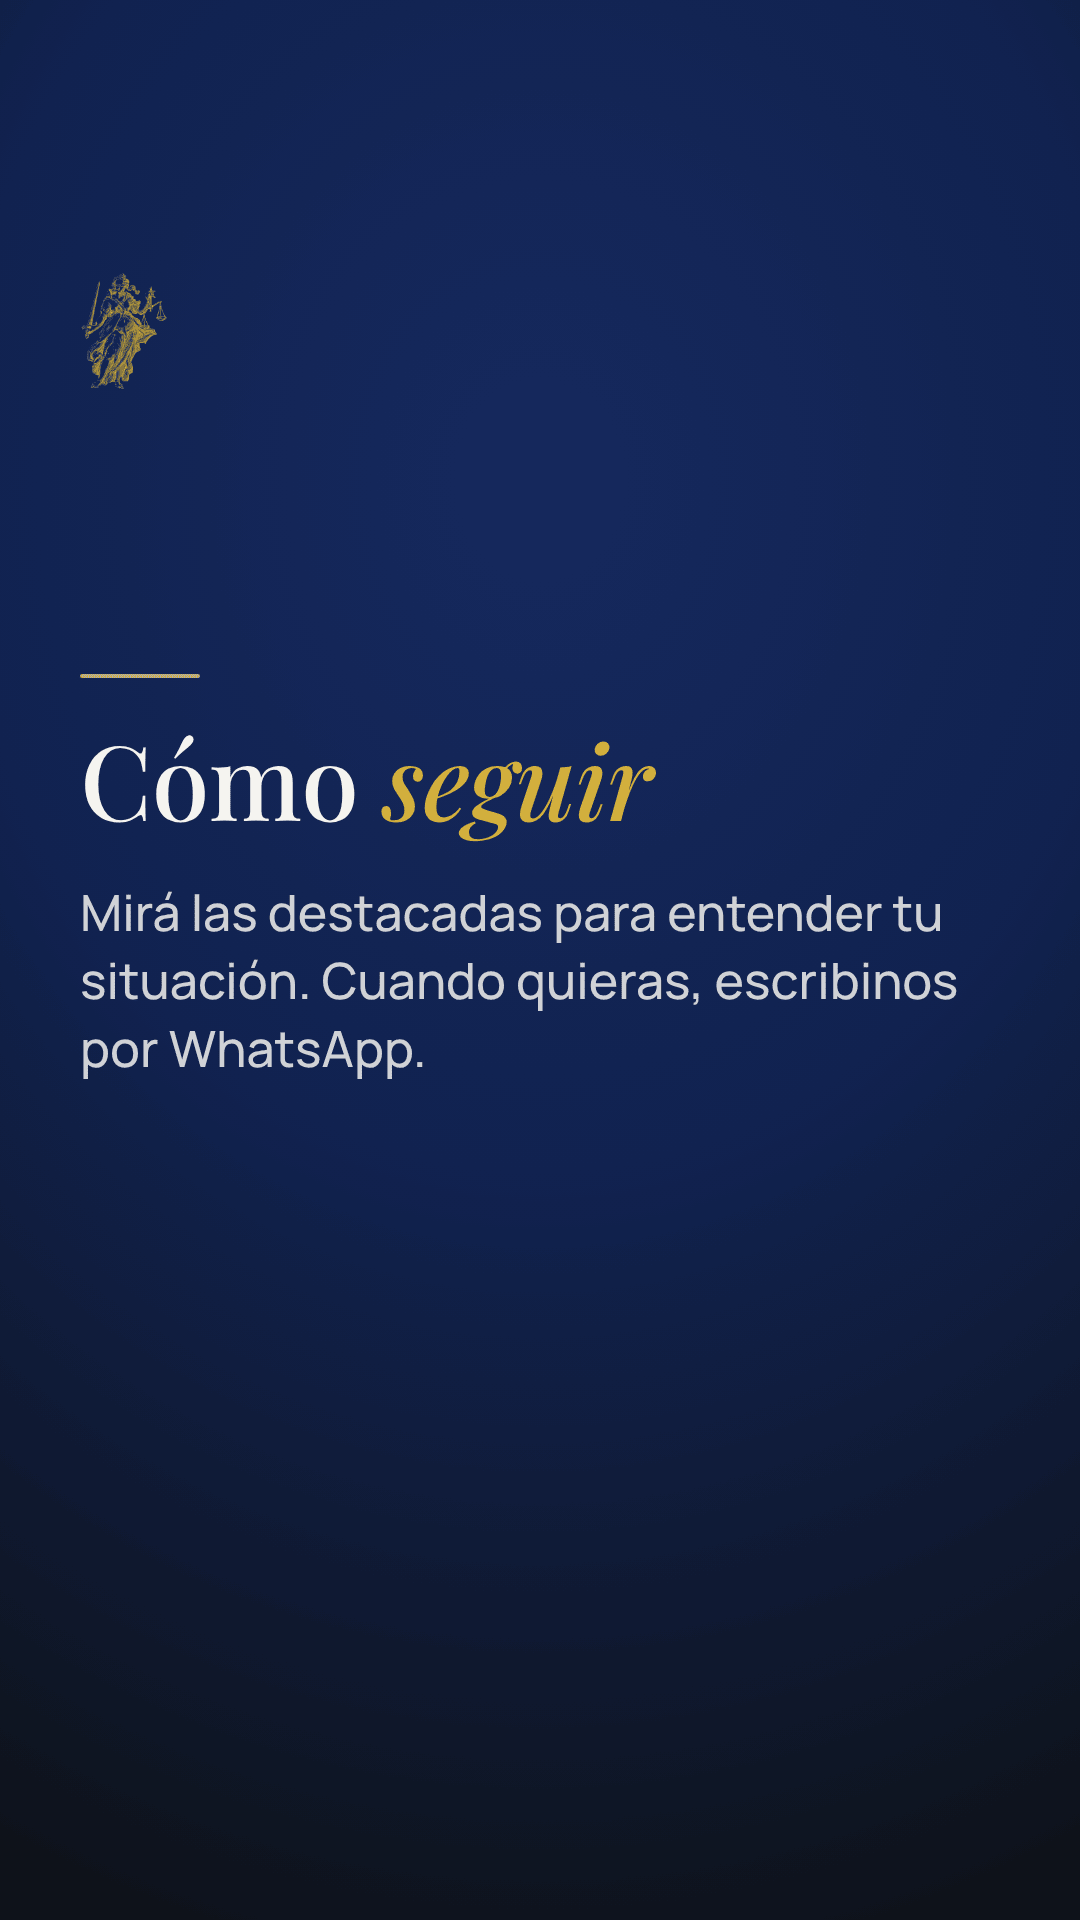 Cómo seguir
Mirá las destacadas para entender tu
situación. Cuando quieras, escribinos
por WhatsApp.